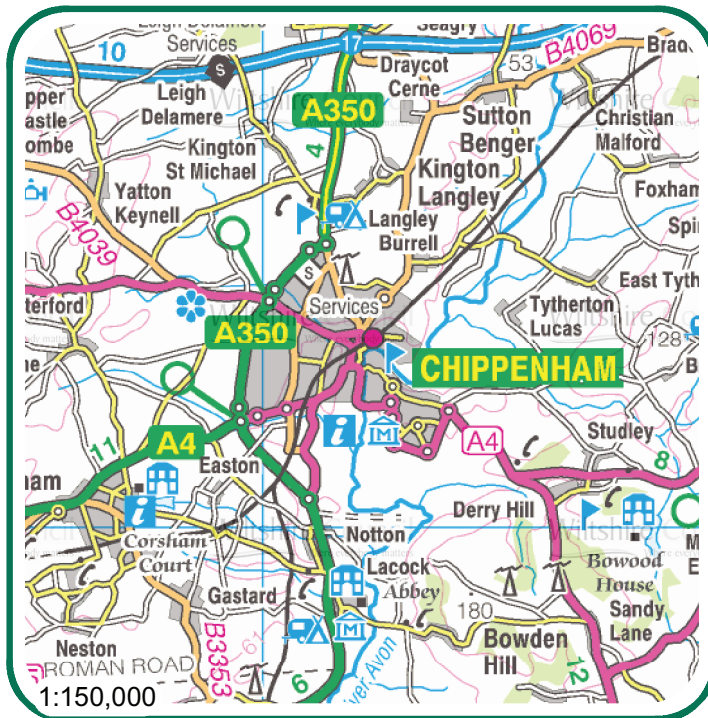 Leigh Delamere
Services
10
S
17
Seagry
B4069
53
Draycot
Cerne
Leigh
Delamere
A350
Sutton
Benger
Christian
Malford
pper
astle
ombe
Kington
St Michael
4
Kington
Langley
Yatton
Keynell
Foxham
B4039
Langley
Burrell
S
East Tyth
Services
terford
Tytherton
Lucas
A350
128
CHIPPENHAM
A4
A4
Studley
11
Easton
8
ham
Derry Hill
Notton
Corsham
Court
Lacock
Abbey
Bowood
House
Gastard
180
Sandy
Lane
B3353
61
Bowden
Hill
Neston
ROMAN ROAD
River Avon
6
12
1:150,000